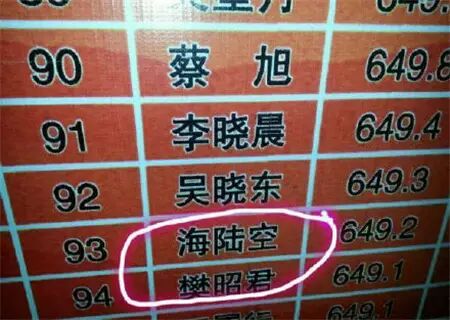 90 蔡旭 649.8
91 李晓晨 649.4
92 吴晓东 649.3
93 海陆空 649.2
94 樊昭君 649.1